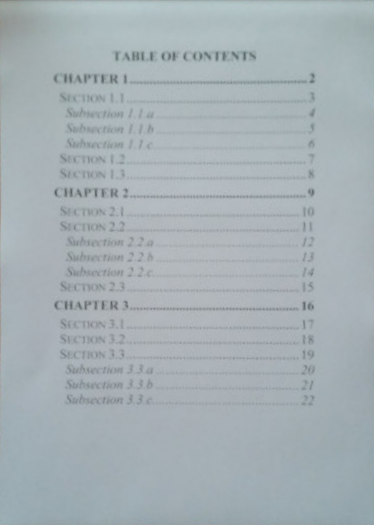 TABLE OF CONTENTS
CHAPTER 1 2
SECTION 1.1 3
Subsection 1.1.a 4
Subsection 1.1.b 5
Subsection 1.1.c 6
SECTION 1.2 7
SECTION 1.3 8
CHAPTER 2 9
SECTION 2.1 10
SECTION 2.2 11
Subsection 2.2.a 12
Subsection 2.2.b 13
Subsection 2.2.c 14
SECTION 2.3 15
CHAPTER 3 16
SECTION 3.1 17
SECTION 3.2 18
SECTION 3.3 19
Subsection 3.3.a 20
Subsection 3.3.b 21
Subsection 3.3.c 22